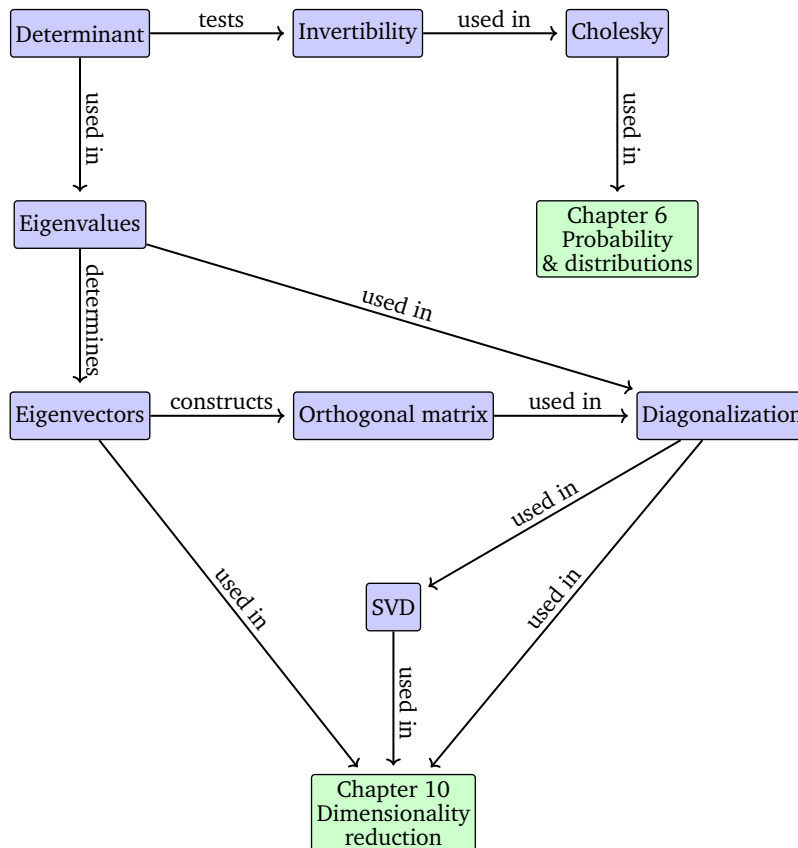 Determinant
tests
Invertibility
used in
Cholesky
used in
used in
Eigenvalues
Chapter 6
Probability
& distributions
determines
used in
Eigenvectors
constructs
Orthogonal matrix
used in
Diagonalization
used in
used in
used in
SVD
used in
Chapter 10
Dimensionality
reduction